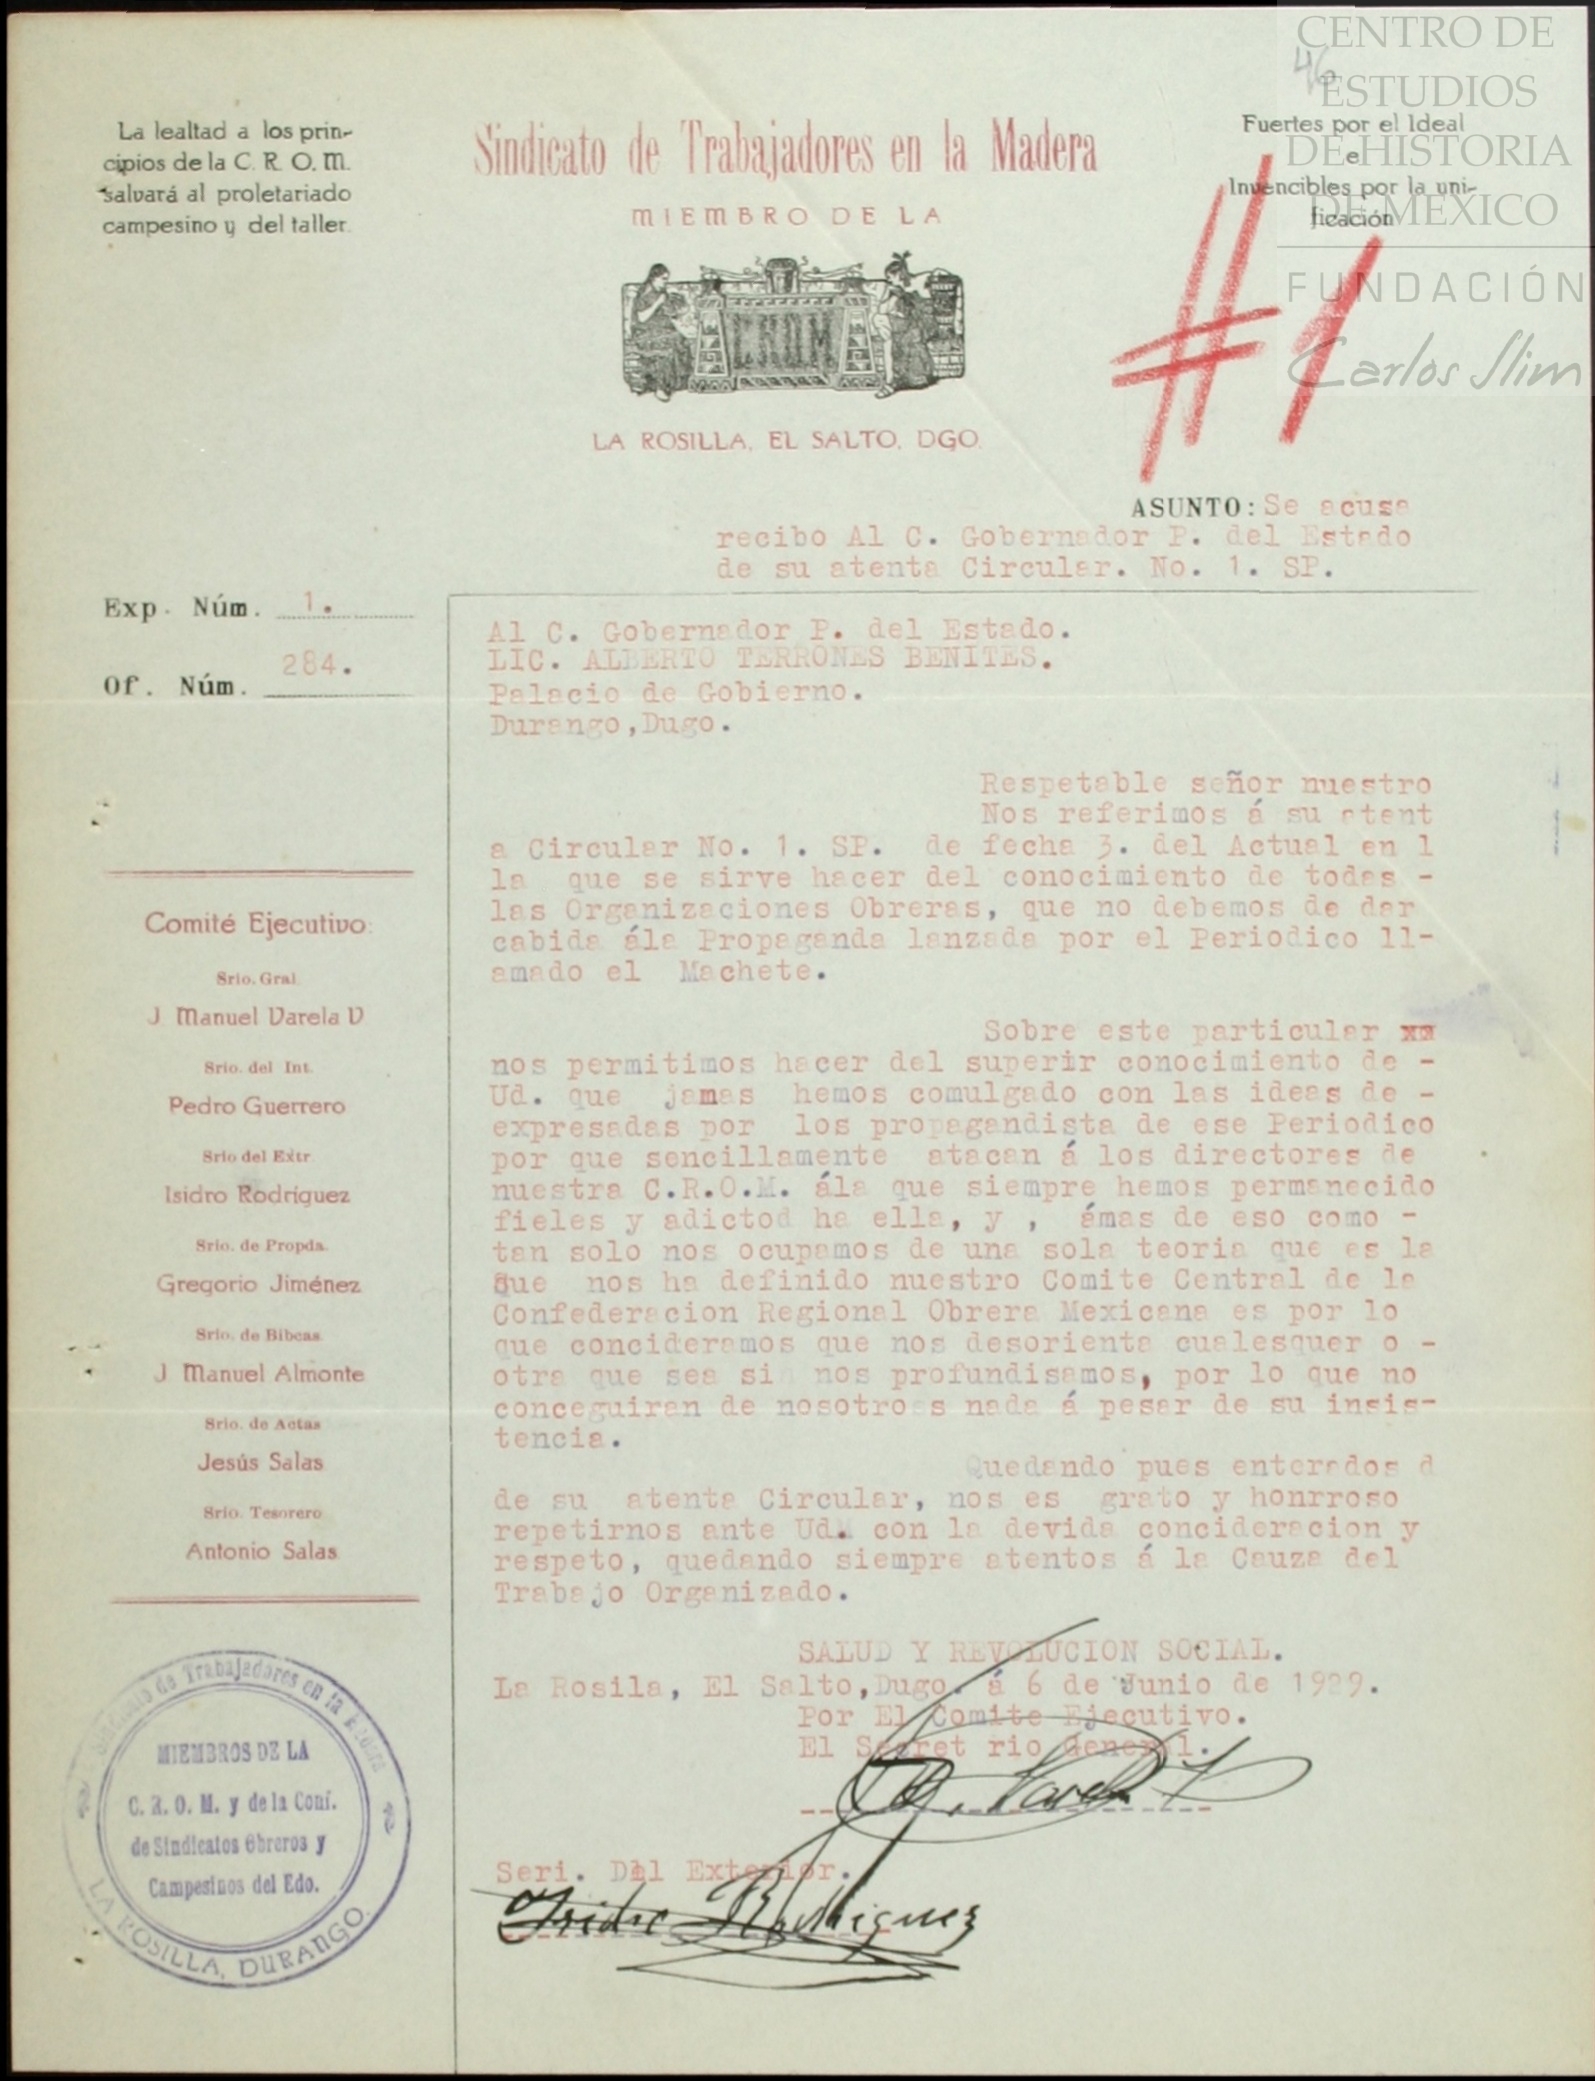 CENTRO DE
ESTUDIOS
DE HISTORIA
DE MEXICO
FUNDACIÓN
Carlos Slim
46
La lealtad a los prin-
cipios de la C. R. O. M.
salvará al proletariado
campesino y del taller.
Sindicato de Trabajadores en la Madera
MIEMBRO DE LA
CROM
LA ROSILLA, EL SALTO, DGO.
Fuertes por el Ideal
e
Invencibles por la uni-
ficación
#1
ASUNTO: Se acusa
recibo Al C. Gobernador P. del Estado
de su atenta Circular. No. 1. SP.
Exp. Núm. 1.
Of. Núm. 284.
Al C. Gobernador P. del Estado.
LIC. ALBERTO TERRONES BENITES.
Palacio de Gobierno.
Durango,Dugo.
Respetable señor nuestro
Nos referimos á su atent
a Circular No. 1. SP. de fecha 3. del Actual en l
la que se sirve hacer del conocimiento de todas -
las Organizaciones Obreras, que no debemos de dar
cabida ála Propaganda lanzada por el Periodico ll-
amado el Machete.
Sobre este particular xx
nos permitimos hacer del superir conocimiento de -
Ud. que jamas hemos comulgado con las ideas de -
expresadas por los propagandista de ese Periodico
por que sencillamente atacan á los directores de
nuestra C.R.O.M. ála que siempre hemos permanecido
fieles y adictod ha ella, y , ámas de eso como -
tan solo nos ocupamos de una sola teoria que es la
que nos ha definido nuestro Comite Central de la
Confederacion Regional Obrera Mexicana es por lo
que concideramos que nos desorienta cualesquer o -
otra que sea si nos profundisamos, por lo que no
conceguiran de nosotro s nada á pesar de su insis-
tencia.
Quedando pues enterados d
de su atenta Circular, nos es grato y honrroso
repetirnos ante Ud. con la devida concideracion y
respeto, quedando siempre atentos á la Cauza del
Trabajo Organizado.
SALUD Y REVOLUCION SOCIAL.
La Rosila, El Salto,Dugo. á 6 de Junio de 1929.
Por El Comite Ejecutivo.
El Secret rio General.
Varela V
Seri. Del Exterior.
Isidro Rodriguez
Comité Ejecutivo:
Srio. Gral.
J. Manuel Varela V
Srio. del Int.
Pedro Guerrero
Srio del Extr.
Isidro Rodríguez
Srio. de Propda.
Gregorio Jiménez
Srio. de Bibcas.
J. Manuel Almonte
Srio. de Actas
Jesús Salas
Srio. Tesorero
Antonio Salas
Sindicato de Trabajadores en la Madera
MIEMBROS DE LA
C. R. O. M. y de la Conf.
de Sindicatos Obreros y
Campesinos del Edo.
LA ROSILLA, DURANGO.